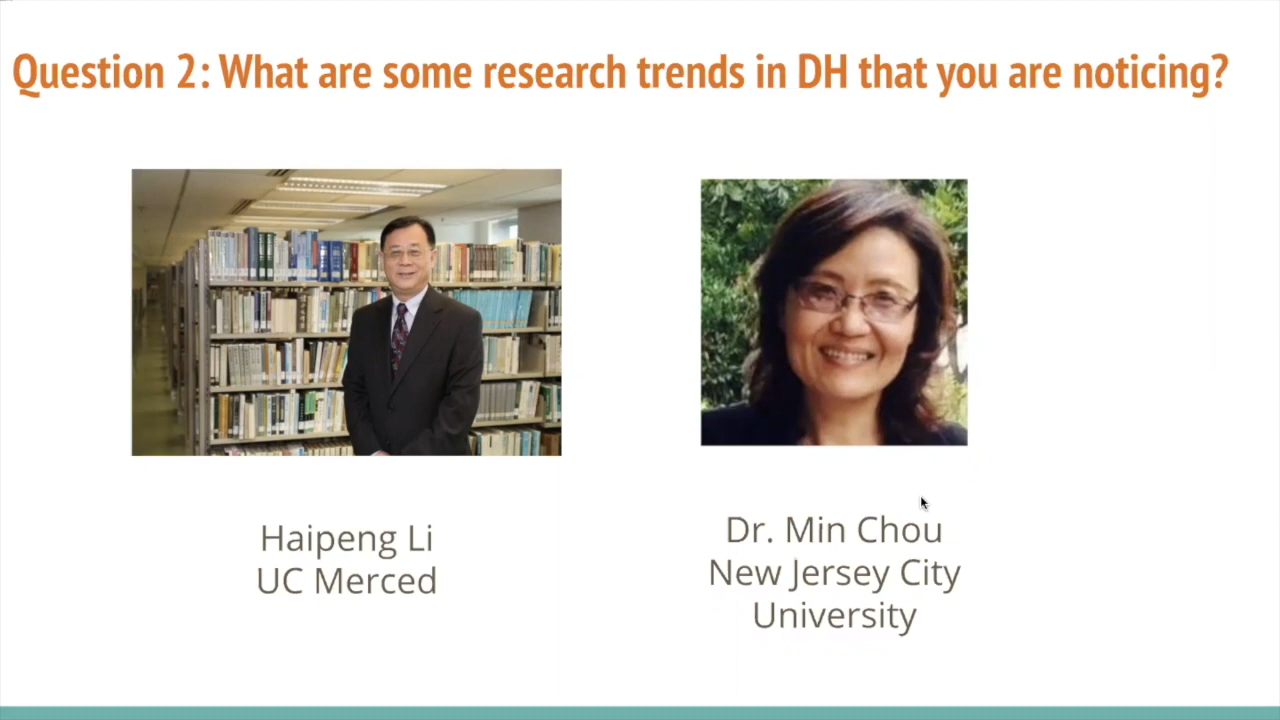 Question 2: What are some research trends in DH that you are noticing?
Haipeng Li
UC Merced
Dr. Min Chou
New Jersey City
University